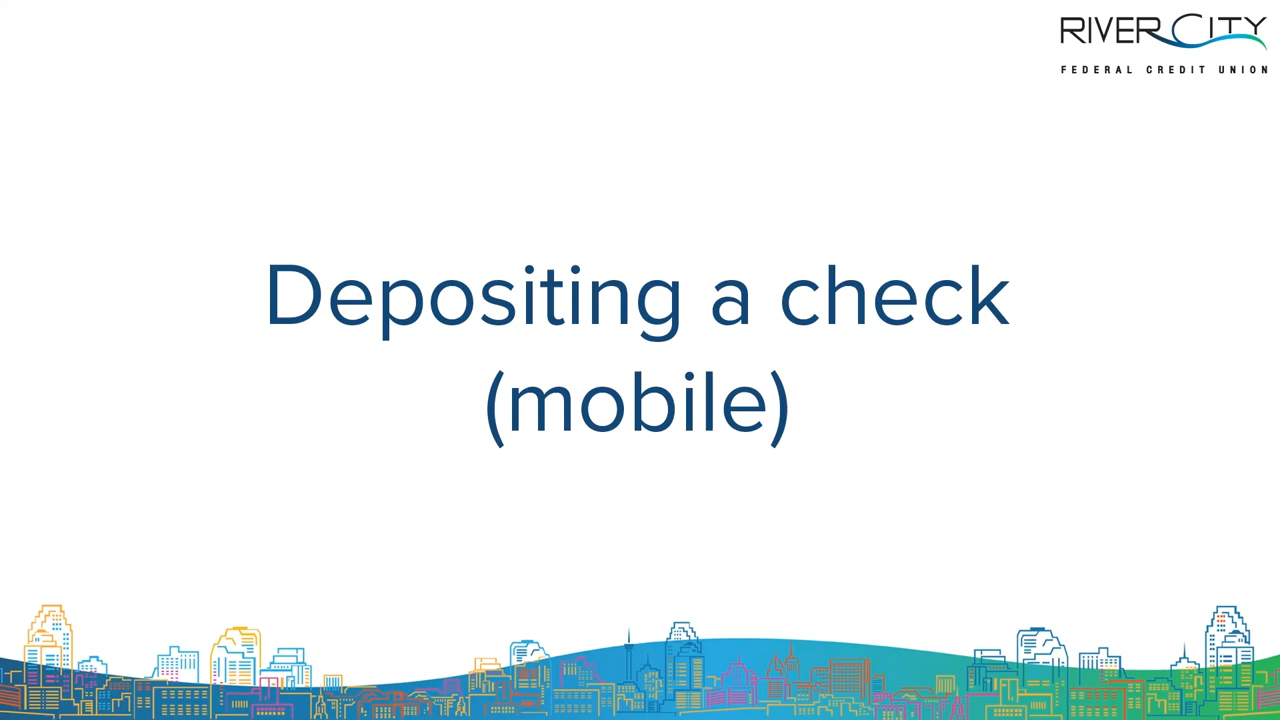 RIVER CITY
FEDERAL CREDIT UNION
Depositing a check
(mobile)